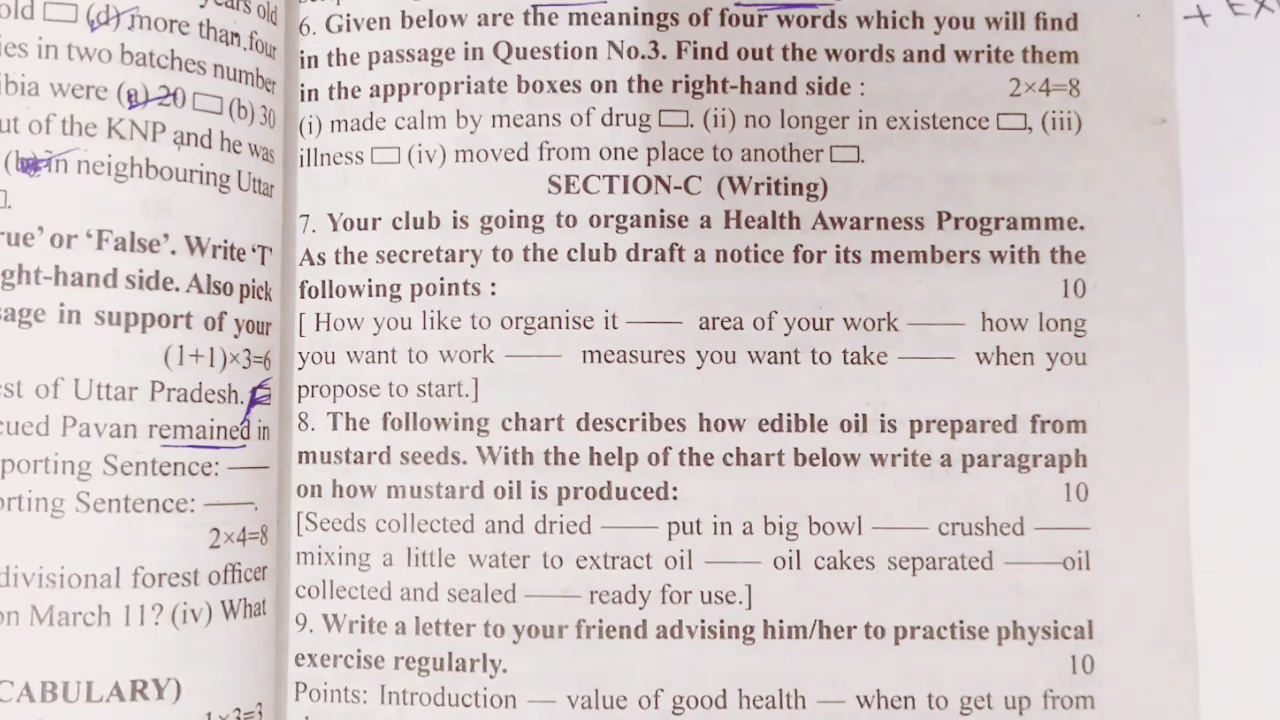 old (d) more than four
ies in two batches number
ibia were (a) 20 (b) 30
ut of the KNP and he was
in neighbouring Uttar
rue' or 'False'. Write 'T'
ght-hand side. Also pick
sage in support of your
(1+1)×3=6
est of Uttar Pradesh.
cued Pavan remained in
porting Sentence: —
orting Sentence: —.
2×4=8
divisional forest officer
on March 11? (iv) What
CABULARY)
1×3=3
6. Given below are the meanings of four words which you will find
in the passage in Question No.3. Find out the words and write them
in the appropriate boxes on the right-hand side : 2×4=8
(i) made calm by means of drug . (ii) no longer in existence , (iii)
illness (iv) moved from one place to another .
SECTION-C (Writing)
7. Your club is going to organise a Health Awarness Programme.
As the secretary to the club draft a notice for its members with the
following points : 10
[ How you like to organise it —— area of your work —— how long
you want to work —— measures you want to take —— when you
propose to start.]
8. The following chart describes how edible oil is prepared from
mustard seeds. With the help of the chart below write a paragraph
on how mustard oil is produced: 10
[Seeds collected and dried —— put in a big bowl —— crushed ——
mixing a little water to extract oil —— oil cakes separated ——oil
collected and sealed —— ready for use.]
9. Write a letter to your friend advising him/her to practise physical
exercise regularly. 10
Points: Introduction — value of good health — when to get up from